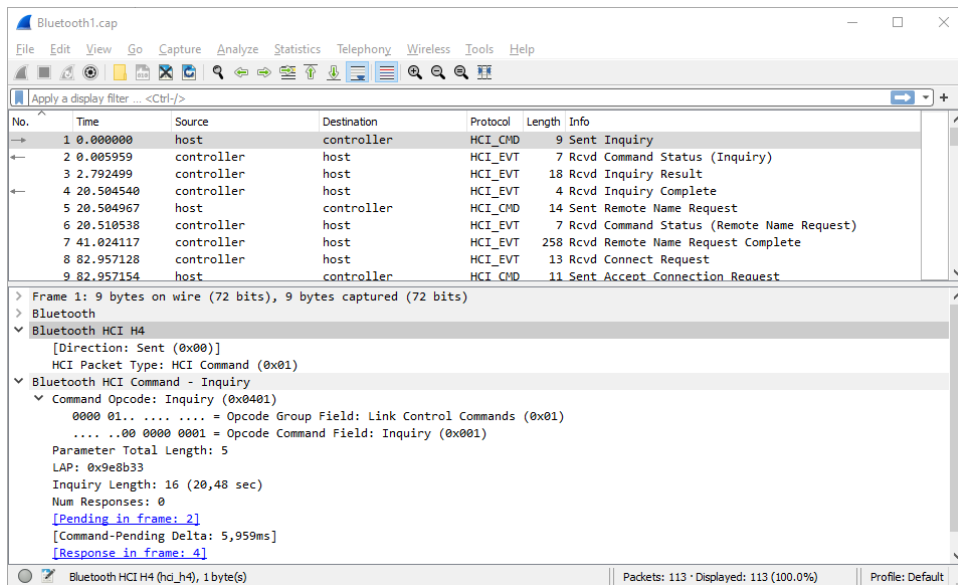 Bluetooth1.cap
File Edit View Go Capture Analyze Statistics Telephony Wireless Tools Help
Apply a display filter ... <Ctrl-/>
No. Time Source Destination Protocol Length Info
1 0.000000 host controller HCI_CMD 9 Sent Inquiry
2 0.005959 controller host HCI_EVT 7 Rcvd Command Status (Inquiry)
3 2.792499 controller host HCI_EVT 18 Rcvd Inquiry Result
4 20.504540 controller host HCI_EVT 4 Rcvd Inquiry Complete
5 20.504967 host controller HCI_CMD 14 Sent Remote Name Request
6 20.510538 controller host HCI_EVT 7 Rcvd Command Status (Remote Name Request)
7 41.024117 controller host HCI_EVT 258 Rcvd Remote Name Request Complete
8 82.957128 controller host HCI_EVT 13 Rcvd Connect Request
9 82.957154 host controller HCI_CMD 11 Sent Accept Connection Request
> Frame 1: 9 bytes on wire (72 bits), 9 bytes captured (72 bits)
> Bluetooth
Bluetooth HCI H4
[Direction: Sent (0x00)]
HCI Packet Type: HCI Command (0x01)
Bluetooth HCI Command - Inquiry
Command Opcode: Inquiry (0x0401)
0000 01.. .... .... = Opcode Group Field: Link Control Commands (0x01)
.... ..00 0000 0001 = Opcode Command Field: Inquiry (0x001)
Parameter Total Length: 5
LAP: 0x9e8b33
Inquiry Length: 16 (20,48 sec)
Num Responses: 0
[Pending in frame: 2]
[Command-Pending Delta: 5,959ms]
[Response in frame: 4]
Bluetooth HCI H4 (hci_h4), 1 byte(s) Packets: 113 · Displayed: 113 (100.0%) Profile: Default